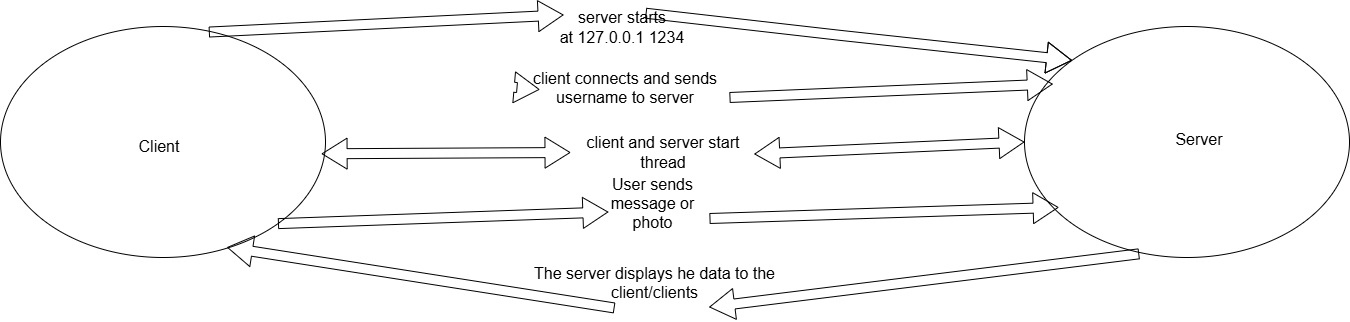 server starts
at 127.0.0.1 1234
client connects and sends
username to server
Client
client and server start
thread
Server
User sends
message or
photo
The server displays he data to the
client/clients